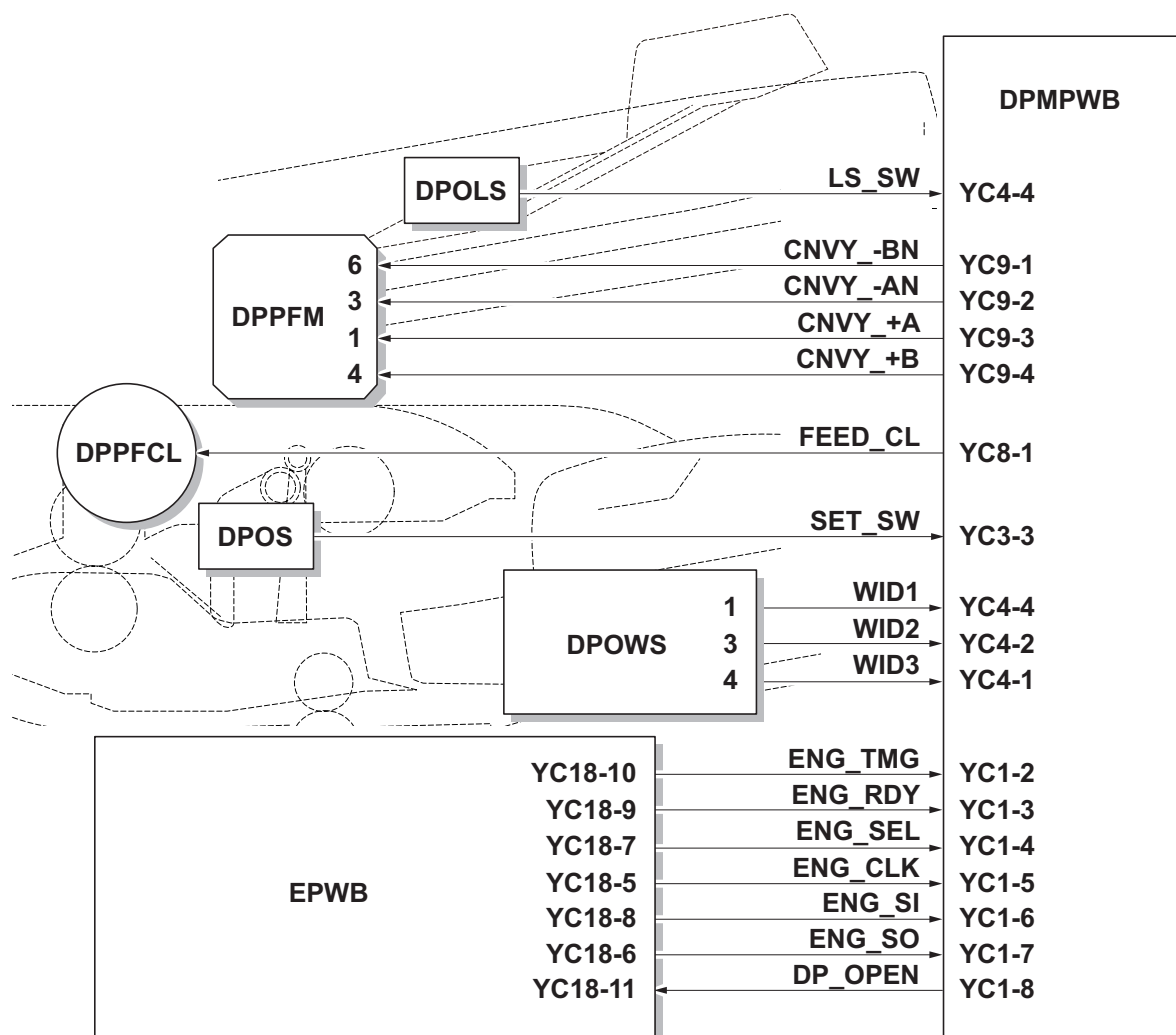 DPMPWB
DPOLS LS_SW YC4-4
DPPFM
6 CNVY_-BN YC9-1
3 CNVY_-AN YC9-2
1 CNVY_+A YC9-3
4 CNVY_+B YC9-4
DPPFCL FEED_CL YC8-1
DPOS SET_SW YC3-3
DPOWS
1 WID1 YC4-4
3 WID2 YC4-2
4 WID3 YC4-1
EPWB
YC18-10 ENG_TMG YC1-2
YC18-9 ENG_RDY YC1-3
YC18-7 ENG_SEL YC1-4
YC18-5 ENG_CLK YC1-5
YC18-8 ENG_SI YC1-6
YC18-6 ENG_SO YC1-7
YC18-11 DP_OPEN YC1-8